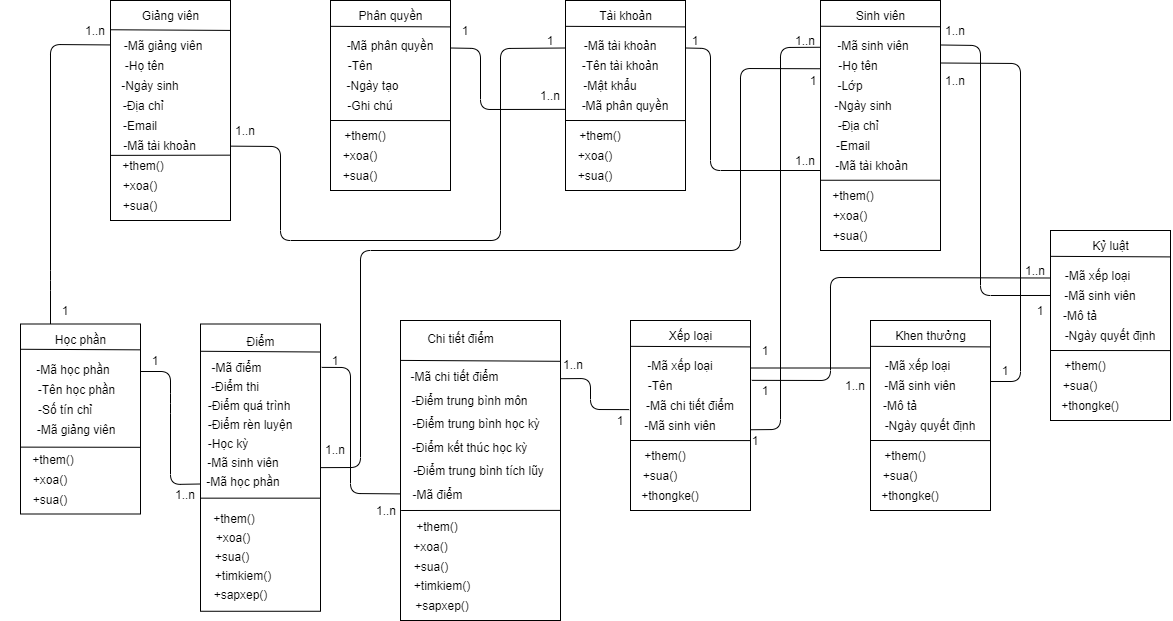 Giảng viên
-Mã giảng viên
-Họ tên
-Ngáy sinh
-Địa chỉ
-Email
-Mã tài khoản
+them()
+xoa()
+sua()
1..n
1..n
1
Phân quyền
-Mã phân quyền
-Tên
-Ngáy tạo
-Ghi chú
+them()
+xoa()
+sua()
1
1..n
1
Tài khoản
-Mã tài khoản
-Tên tài khoản
-Mật khẩu
-Mã phân quyền
+them()
+xoa()
+sua()
1
1..n
1
1..n
Sinh viên
-Mã sinh viên
-Họ tên
-Lớp
-Ngáy sinh
-Địa chỉ
-Email
-Mã tài khoản
+them()
+xoa()
+sua()
1..n
1..n
Kỷ luật
-Mã xếp loại
-Mã sinh viên
-Mô tả
-Ngáy quyết định
+them()
+sua()
+thongke()
1..n
1
Học phần
-Mã học phần
-Tên học phần
-Số tín chỉ
-Mã giảng viên
+them()
+xoa()
+sua()
1
1..n
Điểm
-Mã điểm
-Điểm thi
-Điểm quá trình
-Điểm rèn luyện
-Học kỳ
-Mã sinh viên
-Mã học phần
+them()
+xoa()
+sua()
+timkiem()
+sapxep()
1
1..n
1..n
Chi tiết điểm
-Mã chi tiết điểm
-Điểm trung bình môn
-Điểm trung bình học kỳ
-Điểm kết thúc học kỳ
-Điểm trung bình tích lũy
-Mã điểm
+them()
+xoa()
+sua()
+timkiem()
+sapxep()
1..n
1
Xếp loại
-Mã xếp loại
-Tên
-Mã chi tiết điểm
-Mã sinh viên
+them()
+sua()
+thongke()
1
1
1
1..n
Khen thưởng
-Mã xếp loại
-Mã sinh viên
-Mô tả
-Ngáy quyết định
+them()
+sua()
+thongke()
1